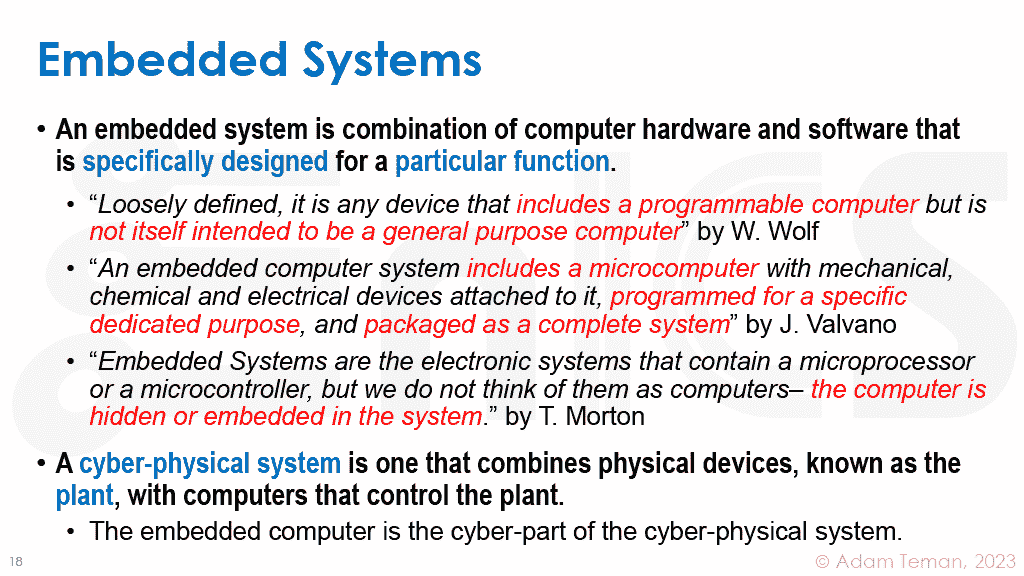 Embedded Systems
• An embedded system is combination of computer hardware and software that
is specifically designed for a particular function.
• “Loosely defined, it is any device that includes a programmable computer but is
not itself intended to be a general purpose computer” by W. Wolf
• “An embedded computer system includes a microcomputer with mechanical,
chemical and electrical devices attached to it, programmed for a specific
dedicated purpose, and packaged as a complete system” by J. Valvano
• “Embedded Systems are the electronic systems that contain a microprocessor
or a microcontroller, but we do not think of them as computers– the computer is
hidden or embedded in the system.” by T. Morton
• A cyber-physical system is one that combines physical devices, known as the
plant, with computers that control the plant.
• The embedded computer is the cyber-part of the cyber-physical system.
18
© Adam Teman, 2023